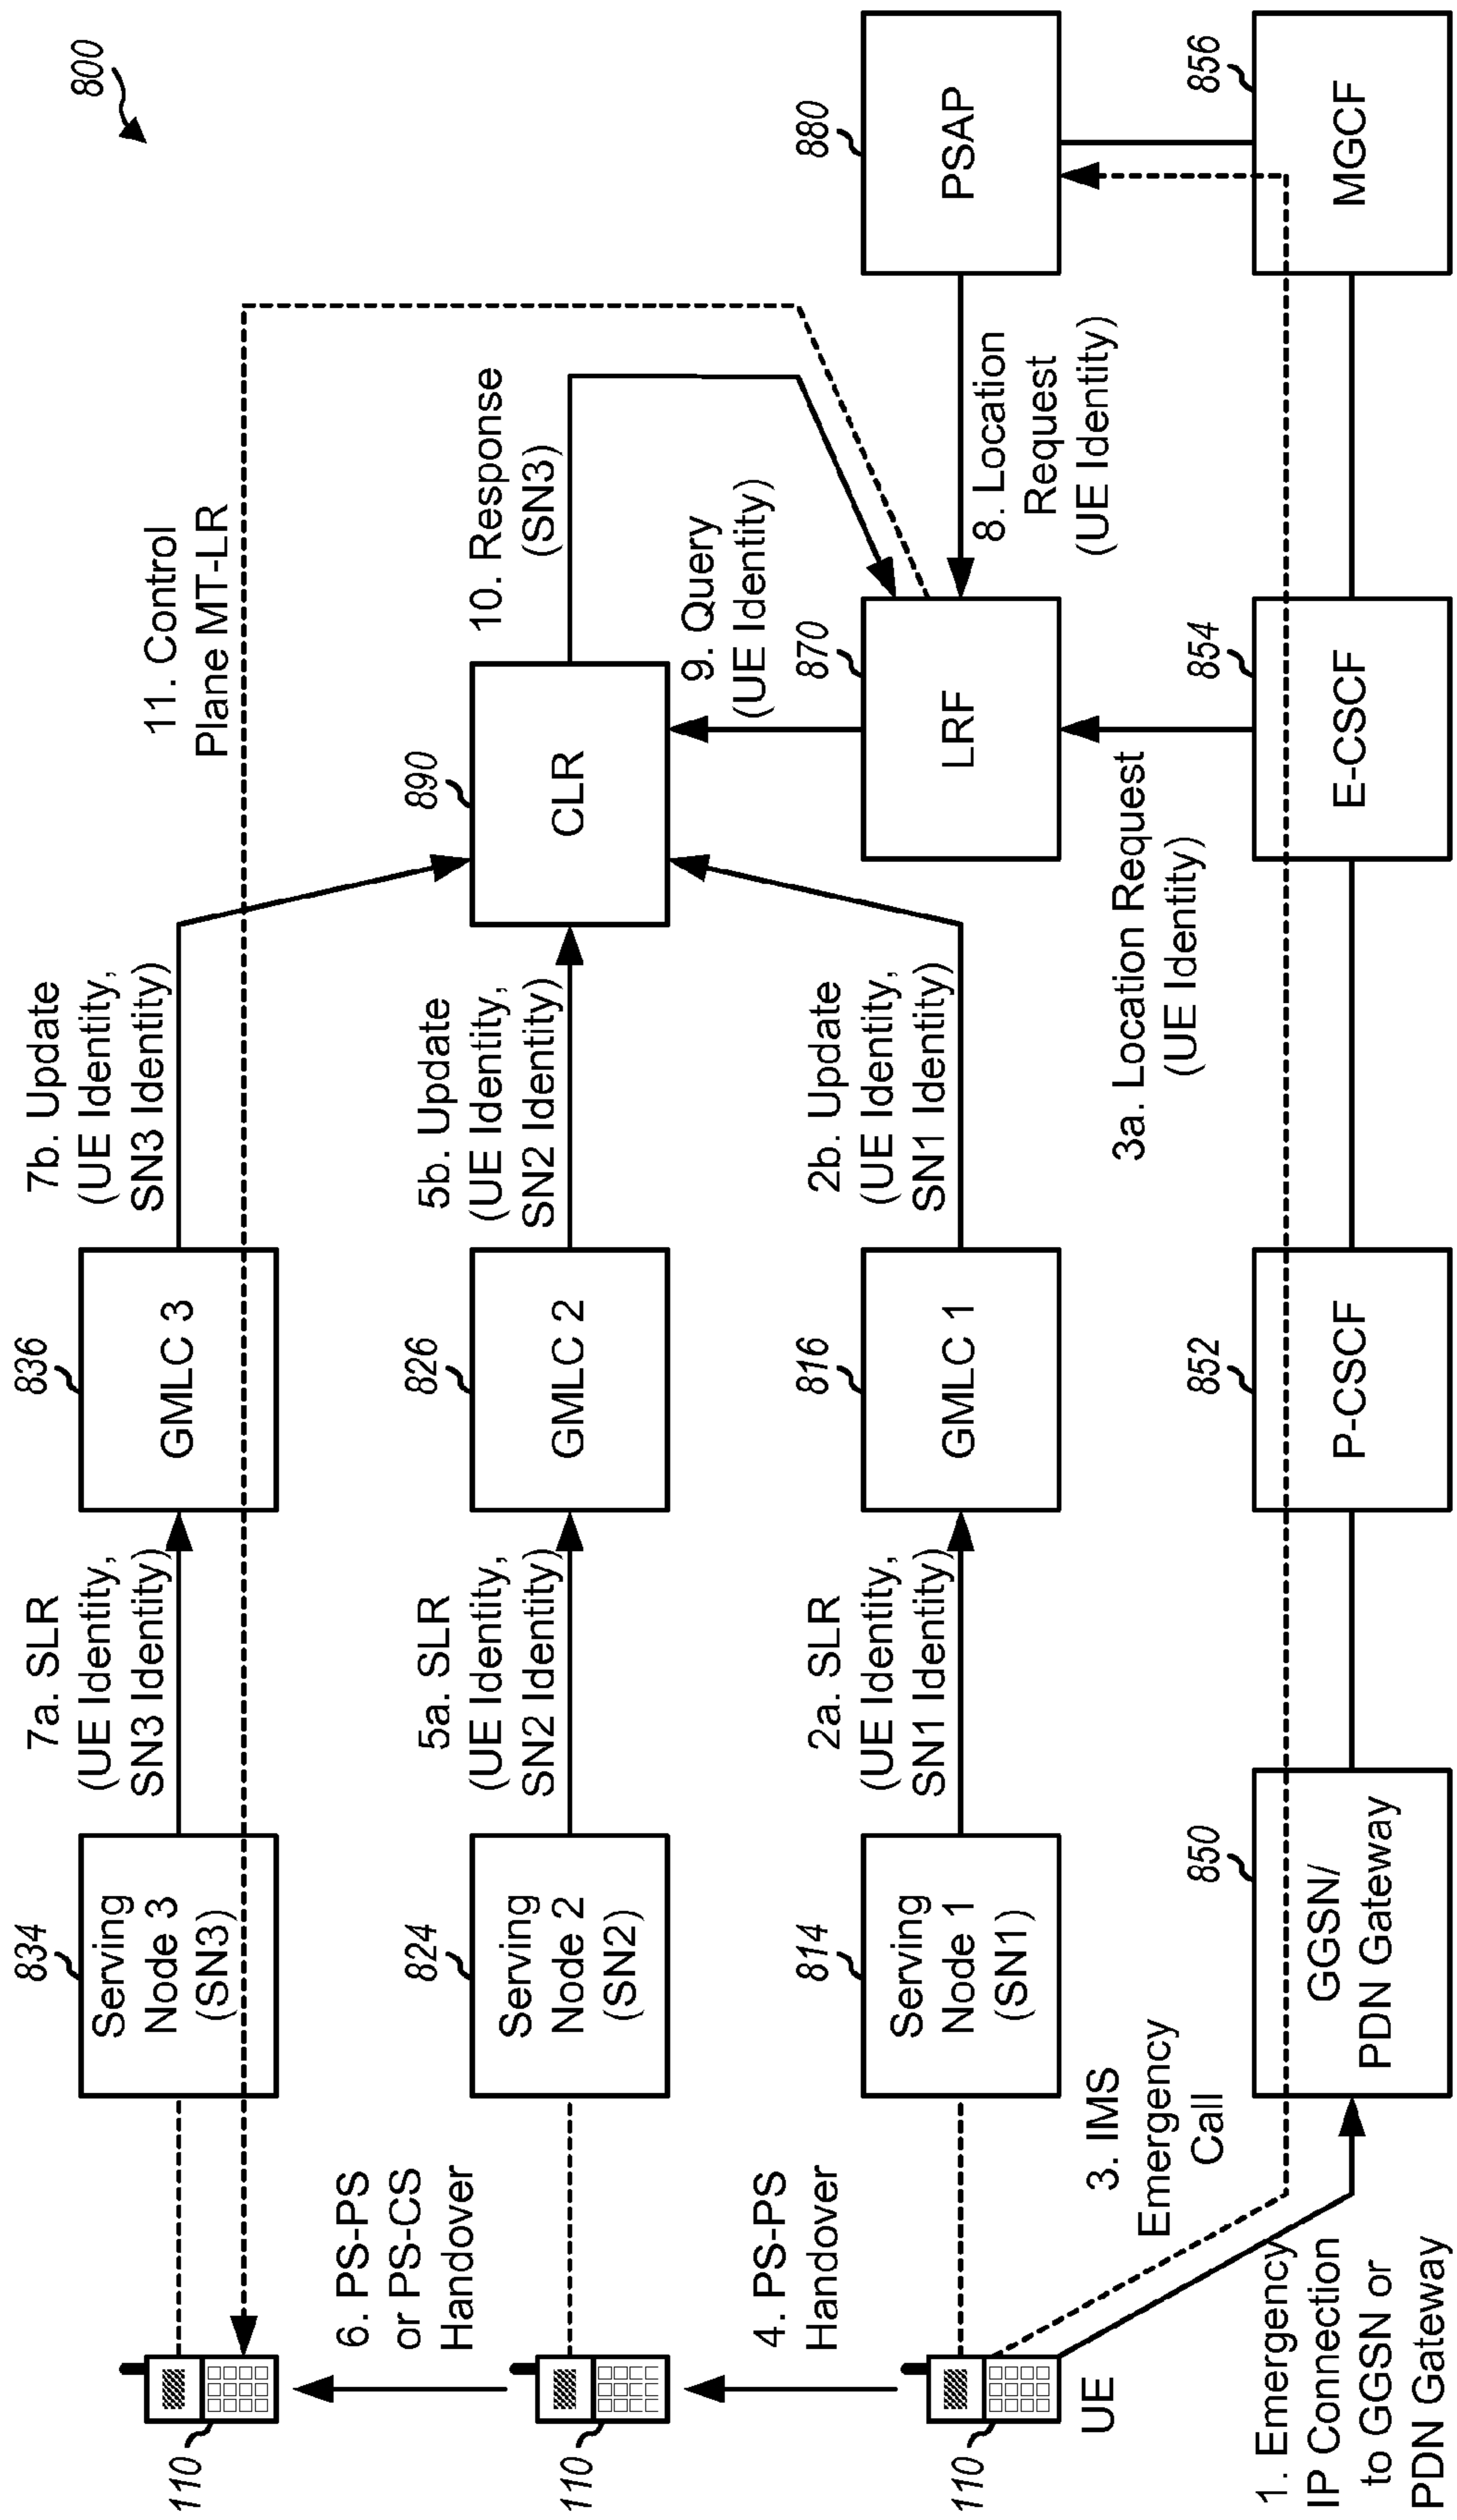 800
110
834
Serving
Node 3
(SN3)
7a. SLR
(UE Identity,
SN3 Identity)
836
GMLC 3
7b. Update
(UE Identity,
SN3 Identity)
11. Control
Plane MT-LR
6. PS-PS
or PS-CS
Handover
110
824
Serving
Node 2
(SN2)
5a. SLR
(UE Identity,
SN2 Identity)
826
GMLC 2
5b. Update
(UE Identity,
SN2 Identity)
890
CLR
10. Response
(SN3)
4. PS-PS
Handover
9. Query
(UE Identity)
110
UE
814
Serving
Node 1
(SN1)
2a. SLR
(UE Identity,
SN1 Identity)
816
GMLC 1
2b. Update
(UE Identity,
SN1 Identity)
870
LRF
8. Location
Request
(UE Identity)
880
PSAP
3. IMS
Emergency
Call
3a. Location Request
(UE Identity)
1. Emergency
IP Connection
to GGSN or
PDN Gateway
850
GGSN/
PDN Gateway
852
P-CSCF
854
E-CSCF
856
MGCF